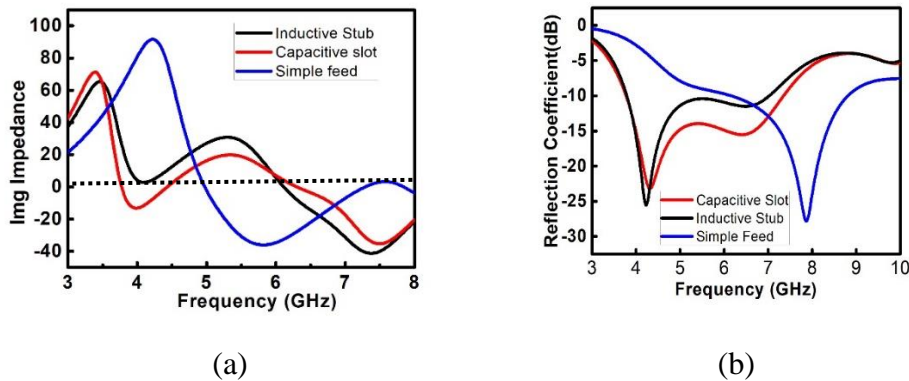 100
80
60
40
20
0
-20
-40
Img Impedance
Inductive Stub
Capacitive slot
Simple feed
3 4 5 6 7 8
Frequency (GHz)
(a)
0
-5
-10
-15
-20
-25
-30
Reflection Coefficient(dB)
Capacitive Slot
Inductive Stub
Simple Feed
3 4 5 6 7 8 9 10
Frequency (GHz)
(b)